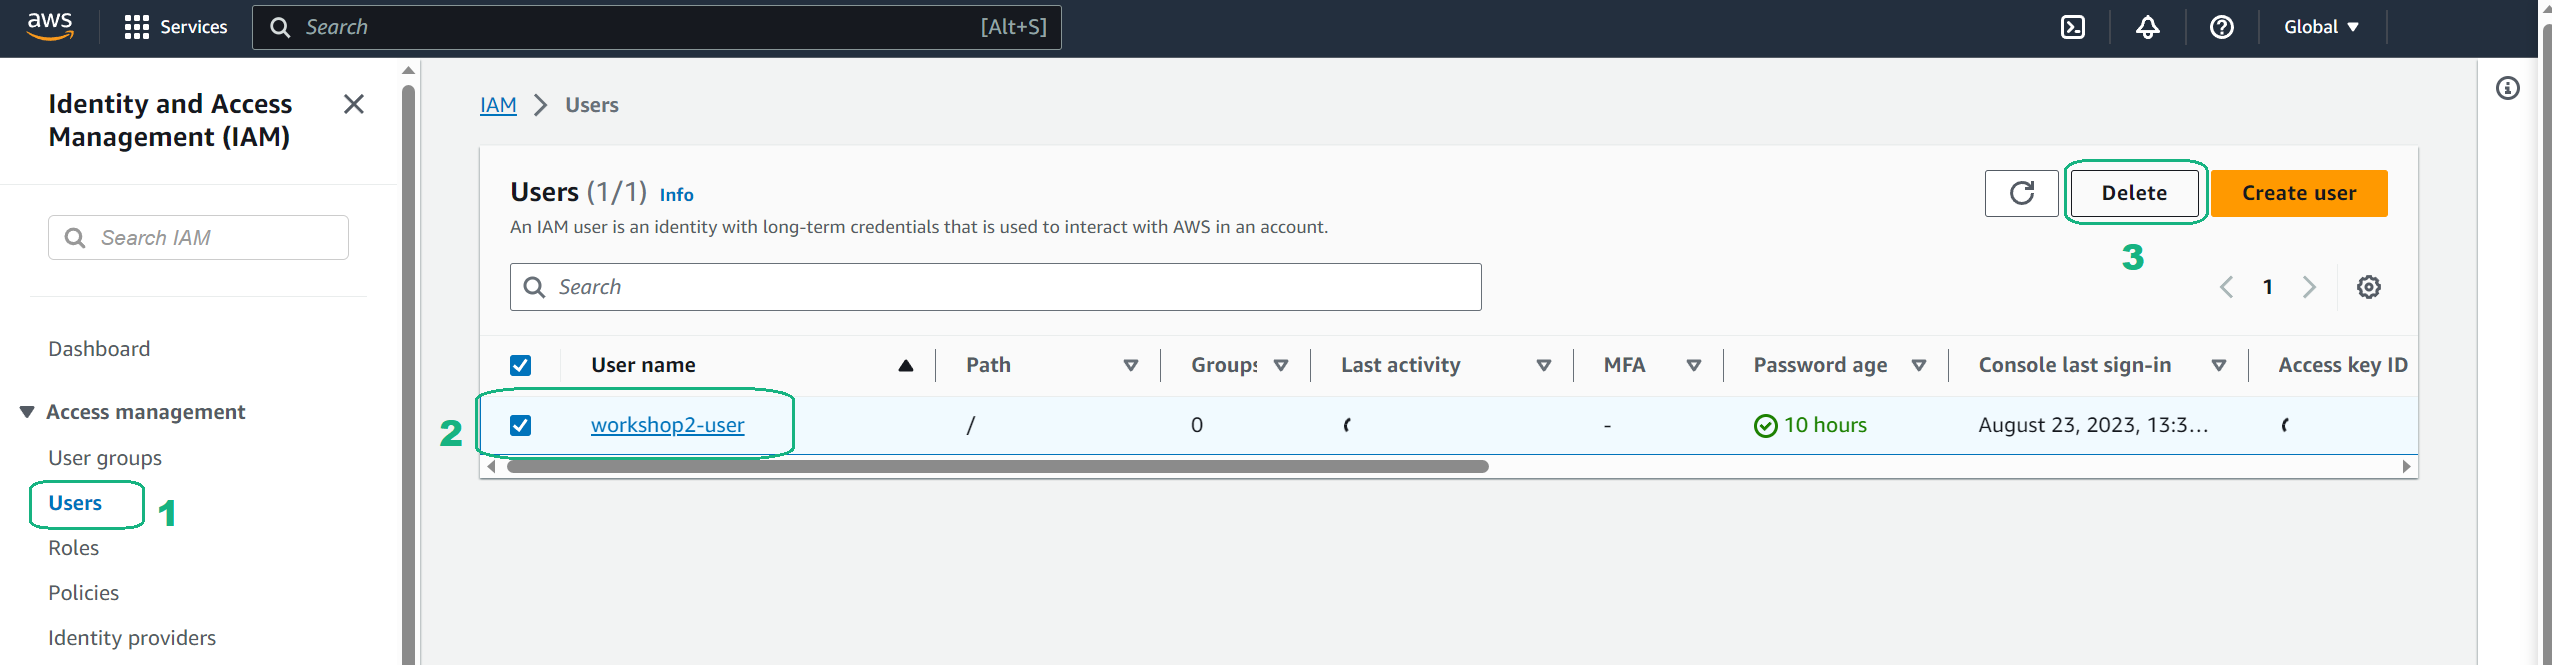 aws
Services
Search [Alt+S]
Global
Identity and Access
Management (IAM)
Search IAM
Dashboard
Access management
User groups
Users 1
Roles
Policies
Identity providers
IAM > Users
Users (1/1) Info
An IAM user is an identity with long-term credentials that is used to interact with AWS in an account.
Delete
Create user
3
Search
1
User name Path Groups Last activity MFA Password age Console last sign-in Access key ID
2 workshop2-user / 0 - 10 hours August 23, 2023, 13:3...